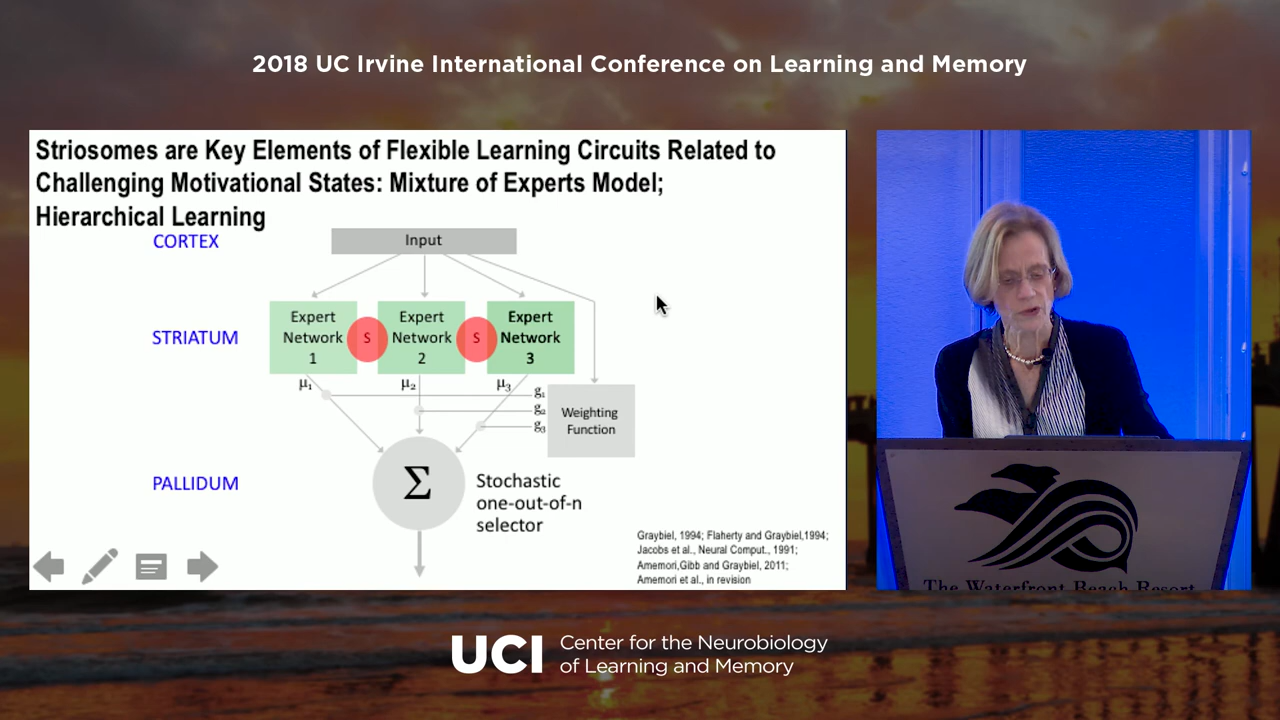 2018 UC Irvine International Conference on Learning and Memory
Striosomes are Key Elements of Flexible Learning Circuits Related to
Challenging Motivational States: Mixture of Experts Model;
Hierarchical Learning
CORTEX
Input
STRIATUM
Expert
Network
1
S
Expert
Network
2
S
Expert
Network
3
μ₁
μ₂
μ₃
g₁
g₂
g₃
Weighting
Function
PALLIDUM
Σ
Stochastic
one-out-of-n
selector
Graybiel, 1994; Flaherty and Graybiel,1994;
Jacobs et al., Neural Comput., 1991;
Amemori,Gibb and Graybiel, 2011;
Amemori et al., in revision
The Waterfront Beach Resort
UCI
Center for the Neurobiology
of Learning and Memory